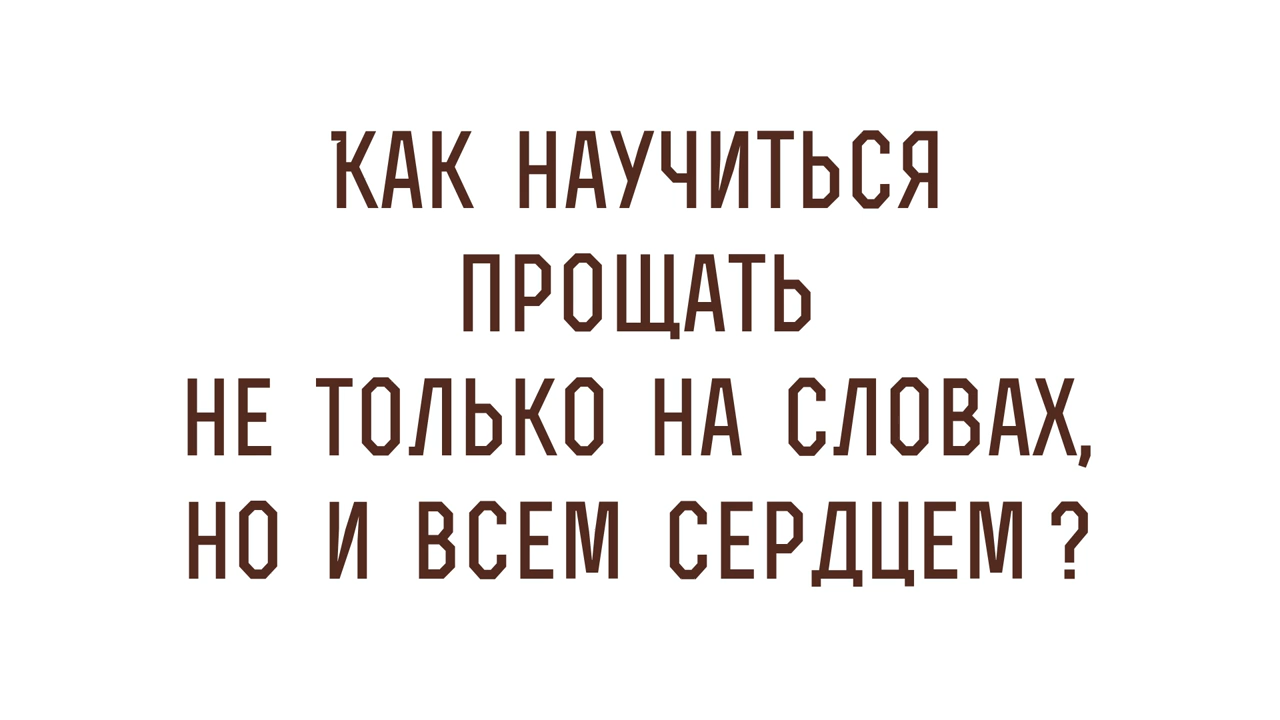 КАК НАУЧИТЬСЯ
ПРОЩАТЬ
НЕ ТОЛЬКО НА СЛОВАХ,
НО И ВСЕМ СЕРДЦЕМ?